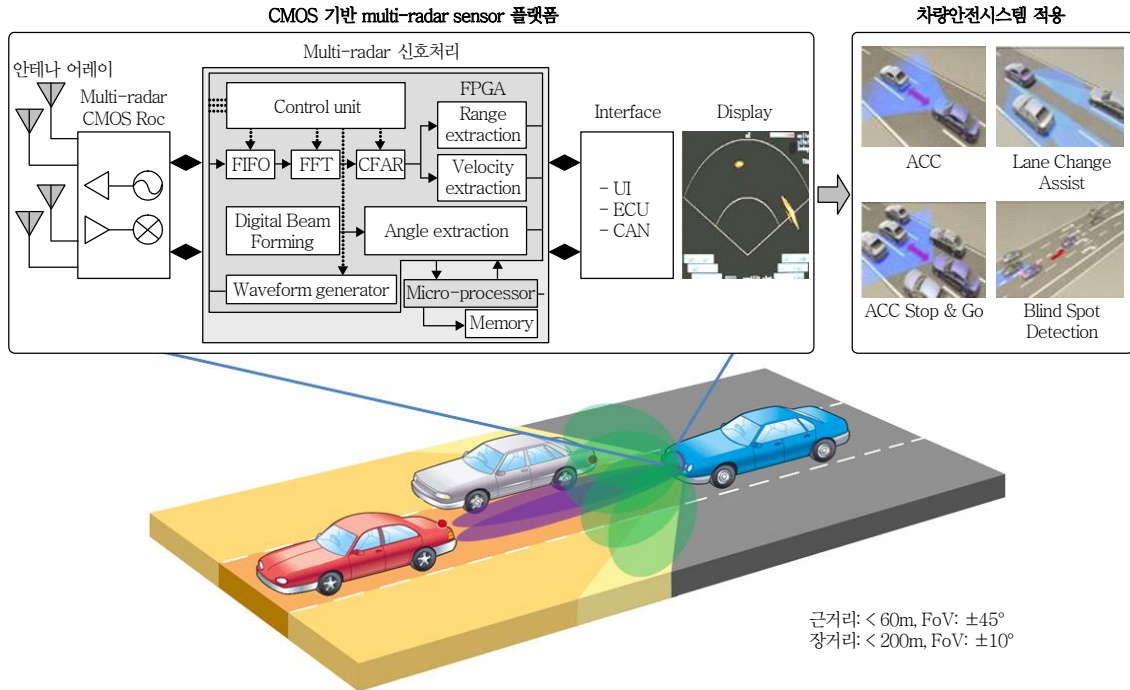 CMOS 기반 multi-radar sensor 플랫폼
차량안전시스템 적용
안테나 어레이
Multi-radar
CMOS Roc
Multi-radar 신호처리
FPGA
Control unit
Range
extraction
FIFO
FFT
CFAR
Velocity
extraction
Digital Beam
Forming
Angle extraction
Waveform generator
Micro-processor
Memory
Interface
- UI
- ECU
- CAN
Display
ACC
Lane Change
Assist
ACC Stop & Go
Blind Spot
Detection
근거리: < 60m, FoV: ±45°
장거리: < 200m, FoV: ±10°